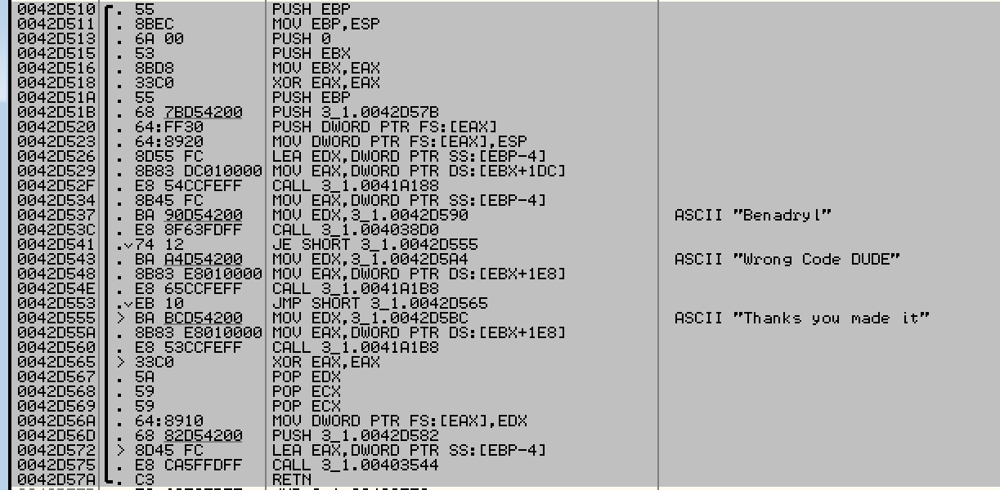 0042D510 . 55 PUSH EBP
0042D511 . 8BEC MOV EBP,ESP
0042D513 . 6A 00 PUSH 0
0042D515 . 53 PUSH EBX
0042D516 . 8BD8 MOV EBX,EAX
0042D518 . 33C0 XOR EAX,EAX
0042D51A . 55 PUSH EBP
0042D51B . 68 7BD54200 PUSH 3_1.0042D57B
0042D520 . 64:FF30 PUSH DWORD PTR FS:[EAX]
0042D523 . 64:8920 MOV DWORD PTR FS:[EAX],ESP
0042D526 . 8D55 FC LEA EDX,DWORD PTR SS:[EBP-4]
0042D529 . 8B83 DC010000 MOV EAX,DWORD PTR DS:[EBX+1DC]
0042D52F . E8 54CCFEFF CALL 3_1.0041A188
0042D534 . 8B45 FC MOV EAX,DWORD PTR SS:[EBP-4]
0042D537 . BA 90D54200 MOV EDX,3_1.0042D590 ASCII "Benadryl"
0042D53C . E8 8F63FDFF CALL 3_1.004038D0
0042D541 .v74 12 JE SHORT 3_1.0042D555
0042D543 . BA A4D54200 MOV EDX,3_1.0042D5A4 ASCII "Wrong Code DUDE"
0042D548 . 8B83 E8010000 MOV EAX,DWORD PTR DS:[EBX+1E8]
0042D54E . E8 65CCFEFF CALL 3_1.0041A1B8
0042D553 .vEB 10 JMP SHORT 3_1.0042D565
0042D555 > BA BCD54200 MOV EDX,3_1.0042D5BC ASCII "Thanks you made it"
0042D55A . 8B83 E8010000 MOV EAX,DWORD PTR DS:[EBX+1E8]
0042D560 . E8 53CCFEFF CALL 3_1.0041A1B8
0042D565 > 33C0 XOR EAX,EAX
0042D567 . 5A POP EDX
0042D568 . 59 POP ECX
0042D569 . 59 POP ECX
0042D56A . 64:8910 MOV DWORD PTR FS:[EAX],EDX
0042D56D . 68 82D54200 PUSH 3_1.0042D582
0042D572 > 8D45 FC LEA EAX,DWORD PTR SS:[EBP-4]
0042D575 . E8 CA5FFDFF CALL 3_1.00403544
0042D57A . C3 RETN